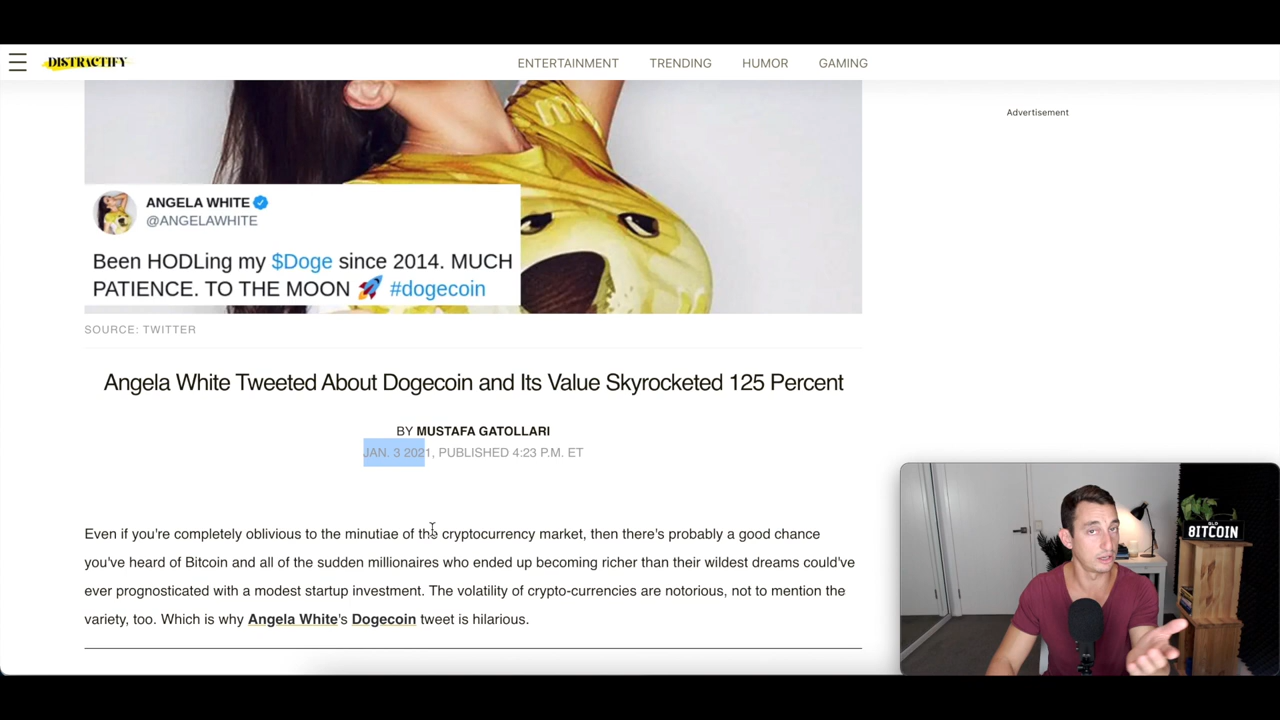 DISTRACTIFY
ENTERTAINMENT TRENDING HUMOR GAMING
Advertisement
ANGELA WHITE
@ANGELAWHITE
Been HODLing my $Doge since 2014. MUCH
PATIENCE. TO THE MOON 🚀 #dogecoin
SOURCE: TWITTER
Angela White Tweeted About Dogecoin and Its Value Skyrocketed 125 Percent
BY MUSTAFA GATOLLARI
JAN. 3 2021, PUBLISHED 4:23 P.M. ET
Even if you're completely oblivious to the minutiae of the cryptocurrency market, then there's probably a good chance
you've heard of Bitcoin and all of the sudden millionaires who ended up becoming richer than their wildest dreams could've
ever prognosticated with a modest startup investment. The volatility of crypto-currencies are notorious, not to mention the
variety, too. Which is why Angela White's Dogecoin tweet is hilarious.
BITCOIN